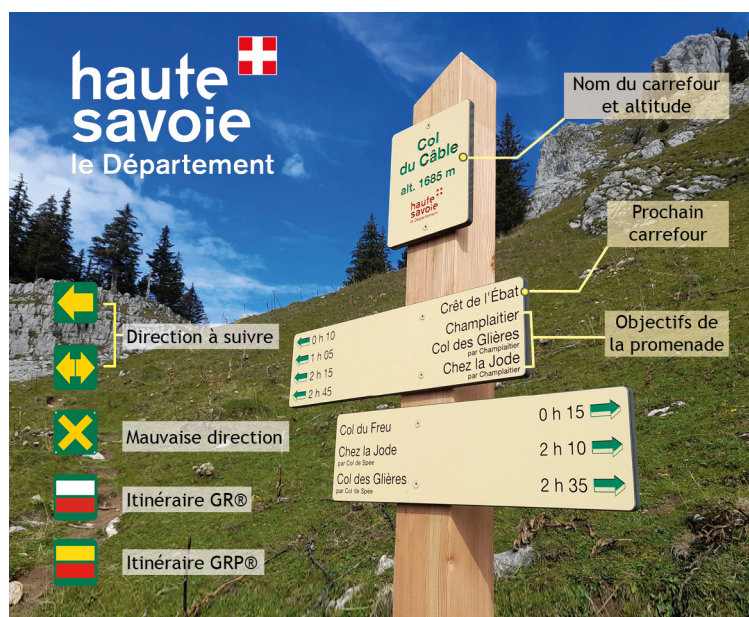 haute
savoie
le Département
Nom du carrefour
et altitude
Col
du Câble
alt. 1685 m
haute
savoie
le Département
Prochain
carrefour
Crêt de l'Ébat
Champlaitier
Col des Glières
par Champlaitier
Chez la Jode
par Champlaitier
0 h 10
1 h 05
2 h 15
2 h 45
Objectifs de
la promenade
Direction à suivre
Col du Freu
0 h 15
Chez la Jode
par Col de Spée
2 h 10
Col des Glières
par Col de Spée
2 h 35
Mauvaise direction
Itinéraire GR®
Itinéraire GRP®